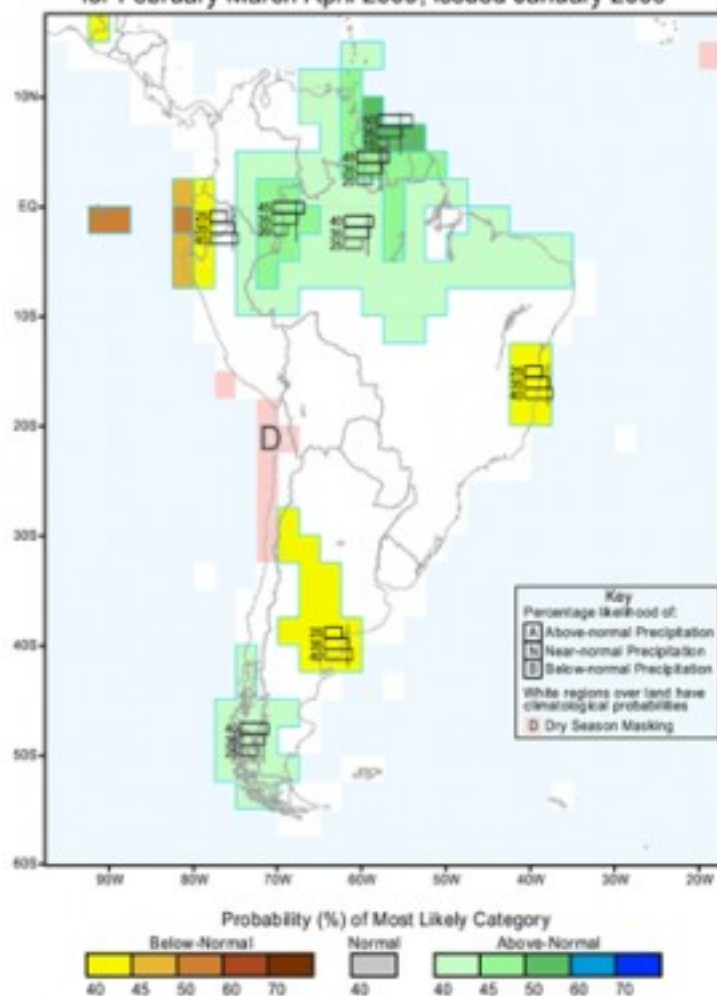 10N
EQ
10S
20S
30S
40S
50S
60S
D
90W 80W 70W 60W 50W 40W 30W 20W
Key
Percentage likelihood of:
A Above-normal Precipitation
N Near-normal Precipitation
B Below-normal Precipitation
White regions over land have
climatological probabilities
D Dry Season Masking
Probability (%) of Most Likely Category
Below-Normal Normal Above-Normal
40 45 50 60 70 40 40 45 50 60 70